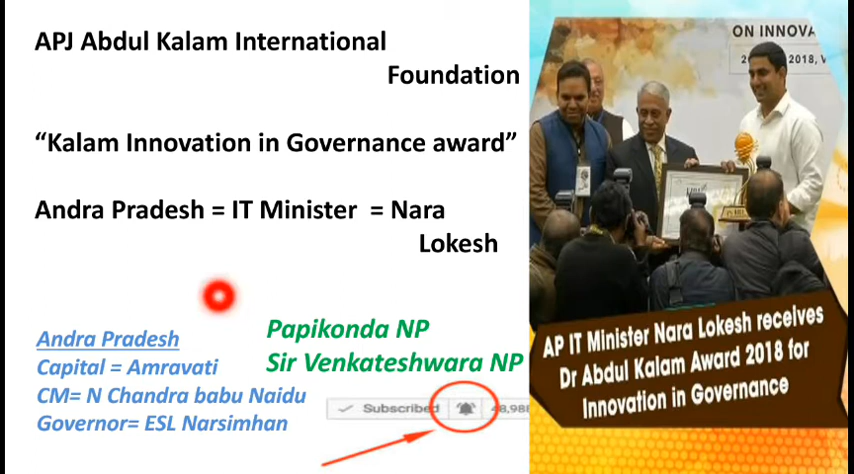 APJ Abdul Kalam International
Foundation
“Kalam Innovation in Governance award”
Andra Pradesh = IT Minister = Nara
Lokesh
Andra Pradesh
Capital = Amravati
CM= N Chandra babu Naidu
Governor= ESL Narsimhan
Papikonda NP
Sir Venkateshwara NP
Subscribed
ON INNOVA
2018, V
AP IT Minister Nara Lokesh receives
Dr Abdul Kalam Award 2018 for
Innovation in Governance